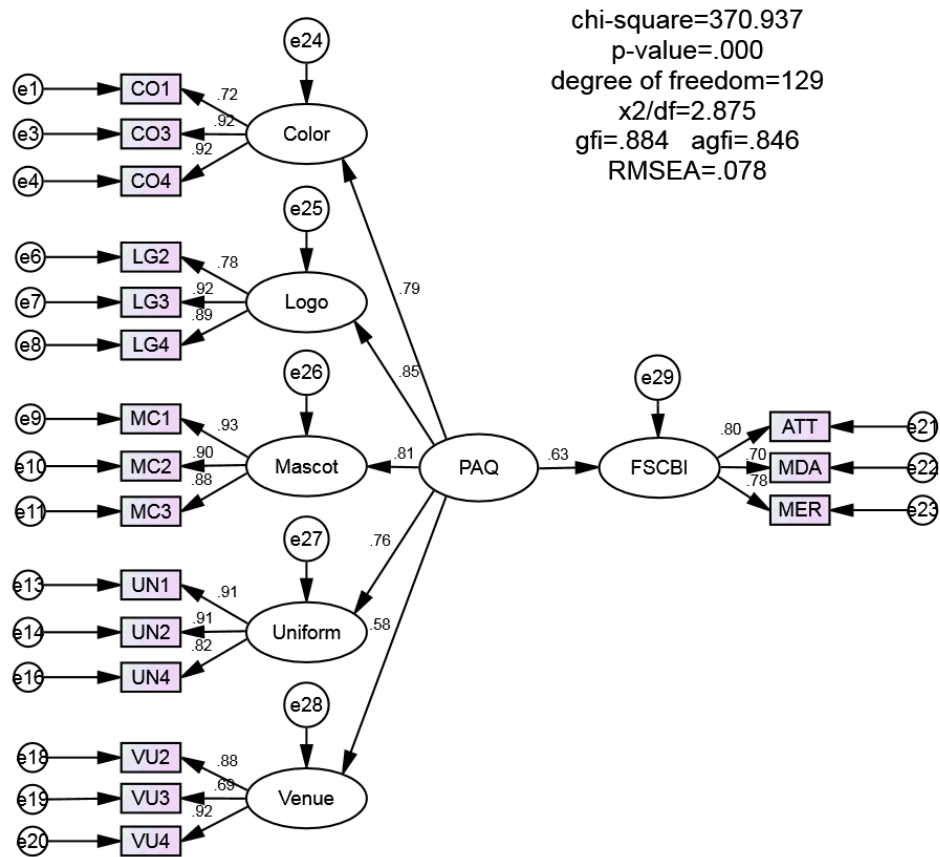 chi-square=370.937
p-value=.000
degree of freedom=129
x2/df=2.875
gfi=.884 agfi=.846
RMSEA=.078
e24
e1 CO1 .72
e3 CO3 .92 Color
e4 CO4 .92
e25
e6 LG2 .78
e7 LG3 .92 Logo .79
e8 LG4 .89
.85
e26 e29
e9 MC1 .93 .80 ATT e21
e10 MC2 .90 Mascot .81 PAQ .63 FSCBI .70 MDA e22
e11 MC3 .88 .78 MER e23
e27 .76
e13 UN1 .91
e14 UN2 .91 Uniform .58
e16 UN4 .82
e28
e18 VU2 .88
e19 VU3 .69 Venue
e20 VU4 .92